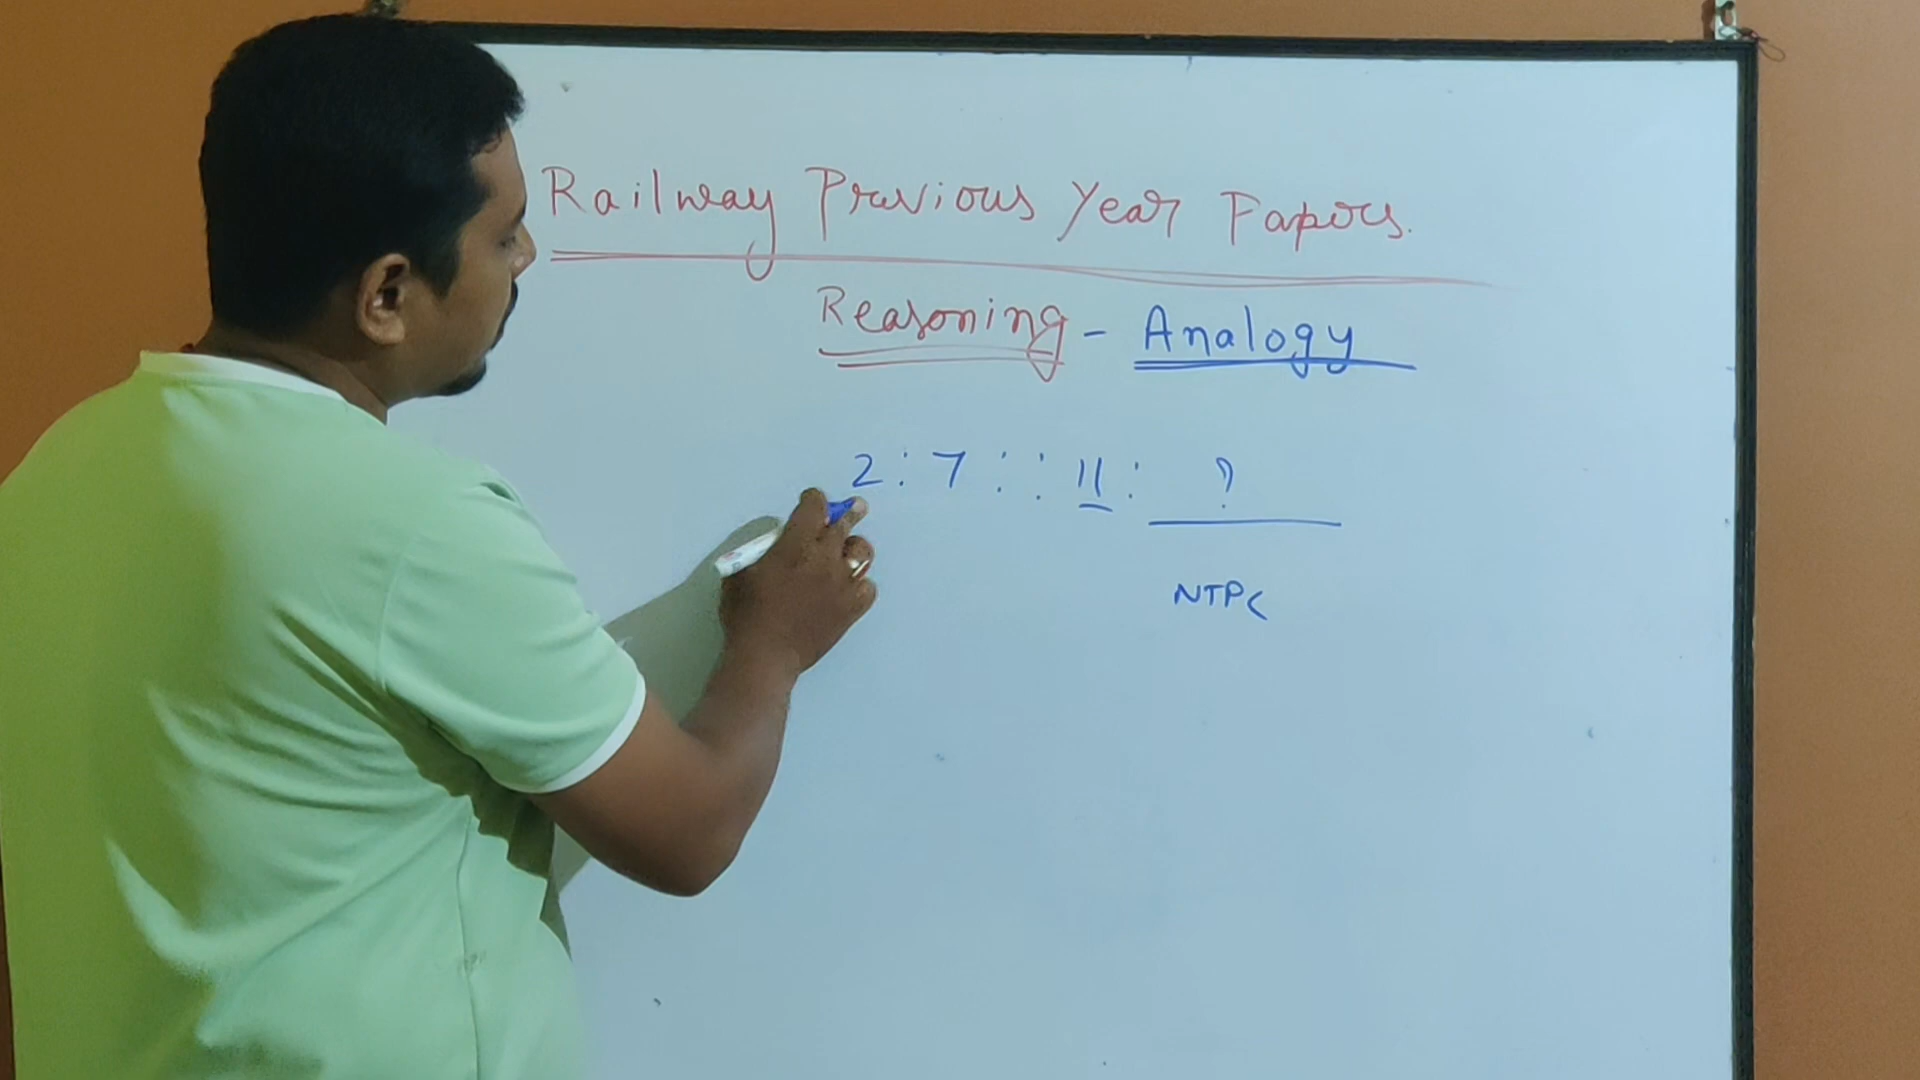 Railway Previous Year Papers.
Reasoning - Analogy
2 : 7 : : 11 : ?
NTPC